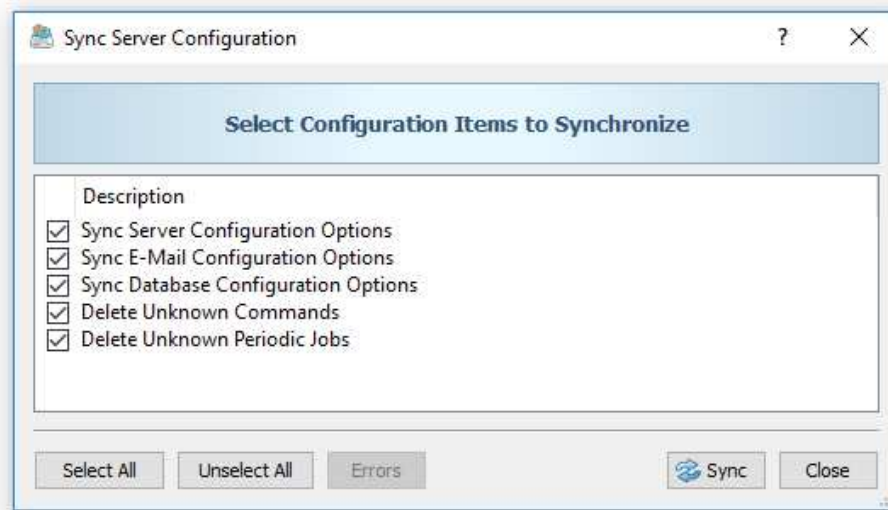 Sync Server Configuration ?
Select Configuration Items to Synchronize
Description
Sync Server Configuration Options
Sync E-Mail Configuration Options
Sync Database Configuration Options
Delete Unknown Commands
Delete Unknown Periodic Jobs
Select All Unselect All Errors Sync Close